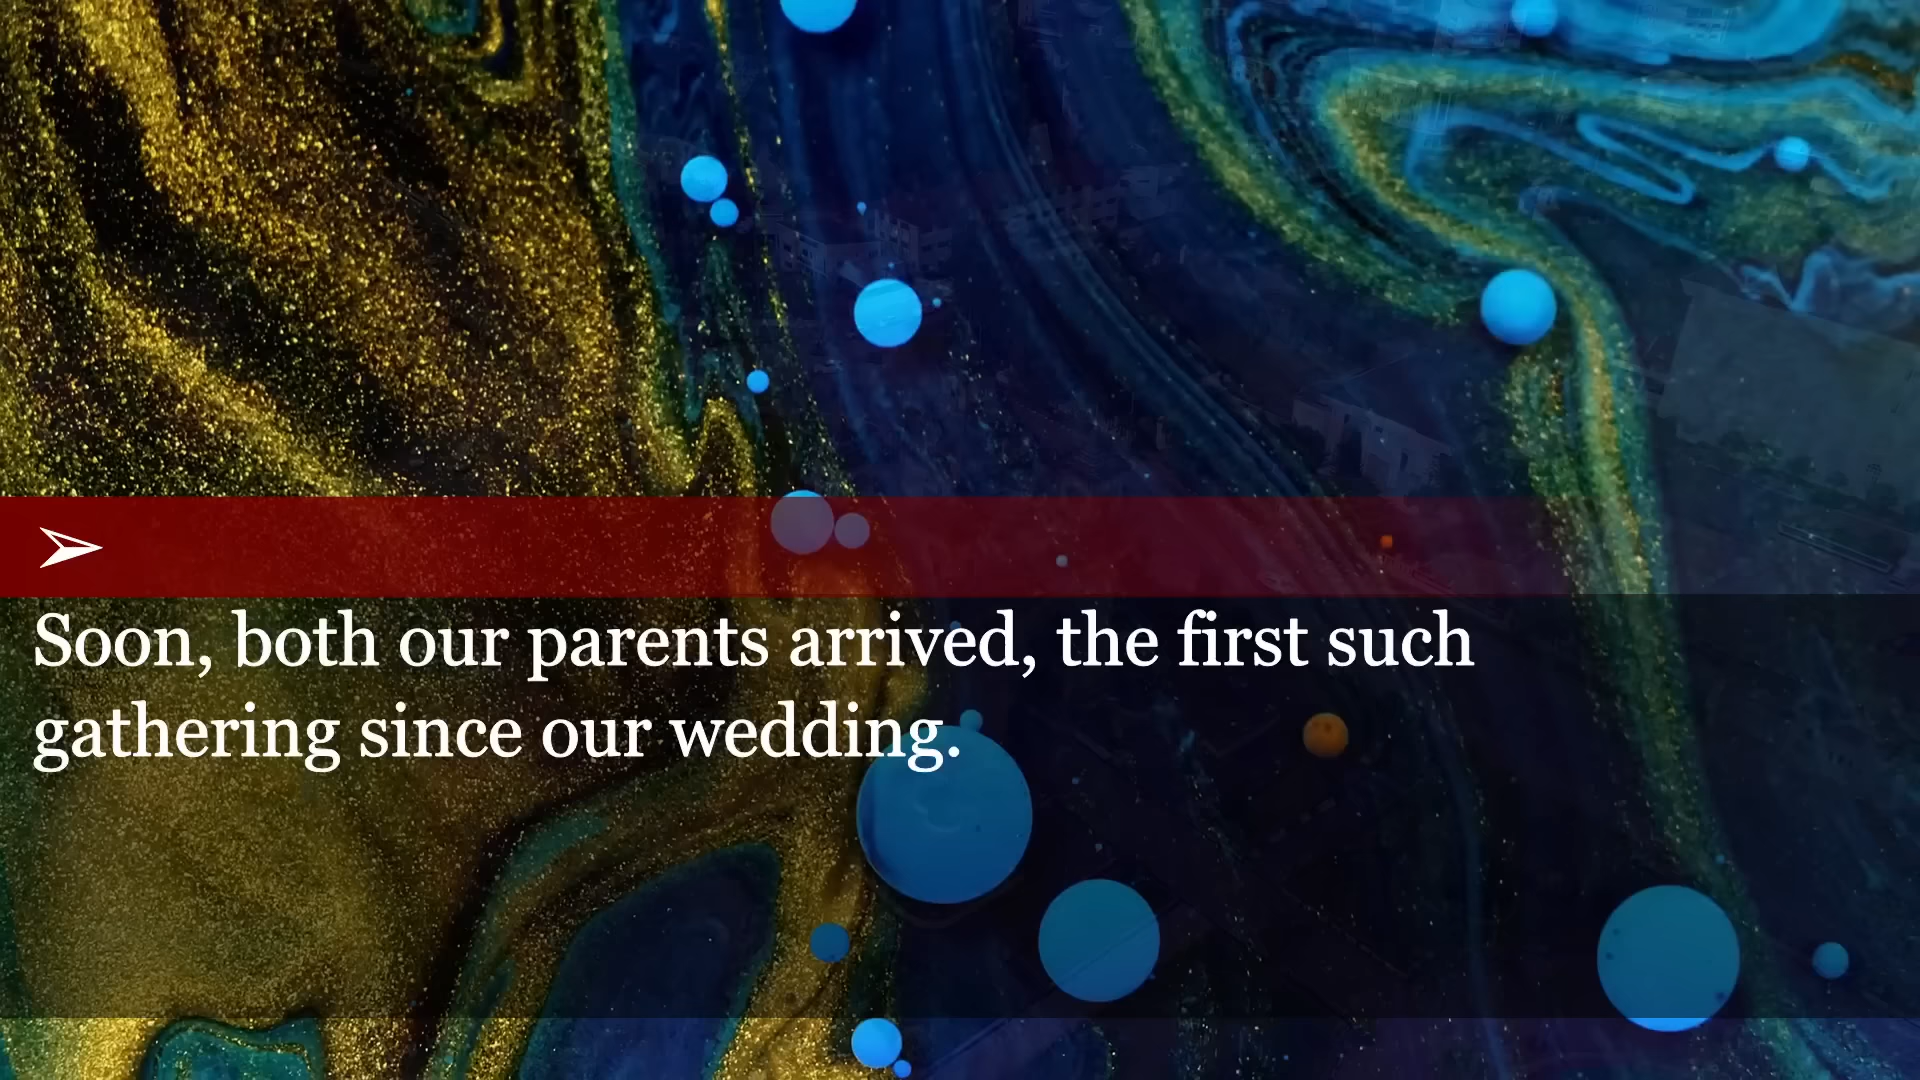 Soon, both our parents arrived, the first such
gathering since our wedding.